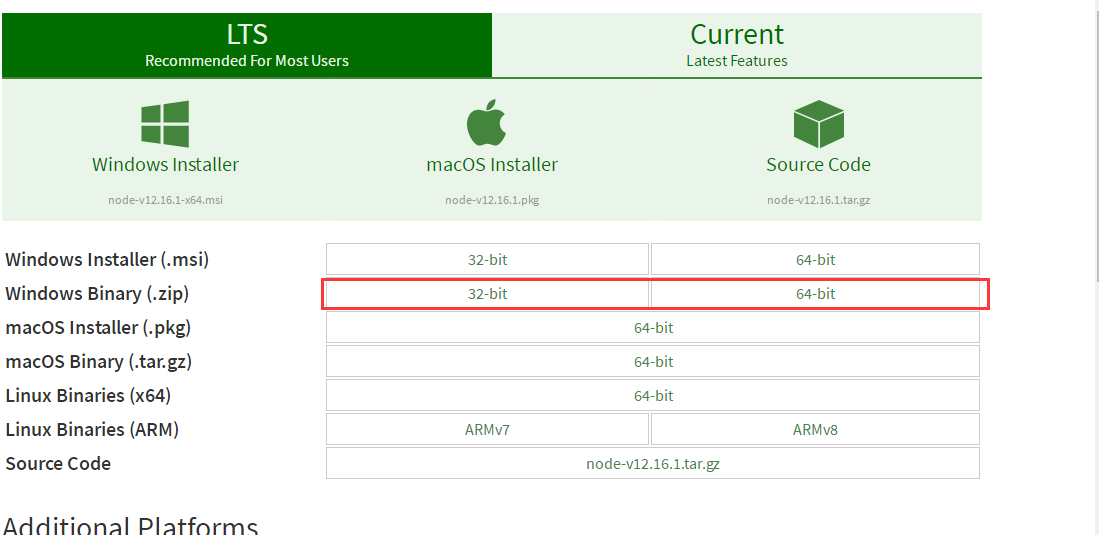 LTS
Recommended For Most Users
Current
Latest Features
Windows Installer
node-v12.16.1-x64.msi
macOS Installer
node-v12.16.1.pkg
Source Code
node-v12.16.1.tar.gz
Windows Installer (.msi) 32-bit 64-bit
Windows Binary (.zip) 32-bit 64-bit
macOS Installer (.pkg) 64-bit
macOS Binary (.tar.gz) 64-bit
Linux Binaries (x64) 64-bit
Linux Binaries (ARM) ARMv7 ARMv8
Source Code node-v12.16.1.tar.gz
Additional Platforms